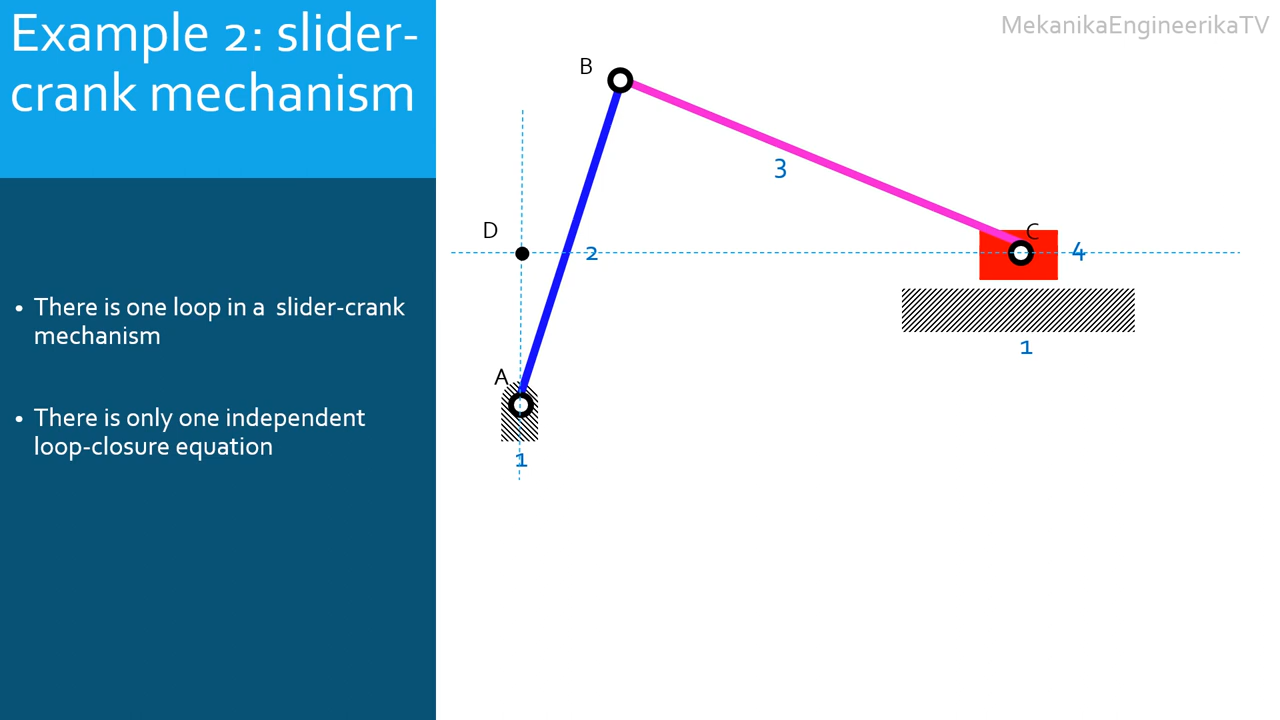 Example 2: slider-
crank mechanism
MekanikaEngineerikaTV
• There is one loop in a slider-crank
mechanism
• There is only one independent
loop-closure equation
B
3
D
2
C
4
1
A
1